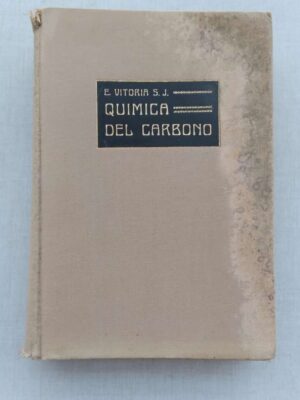 E. VITORIA S. J.
QUIMICA
DEL CARBONO